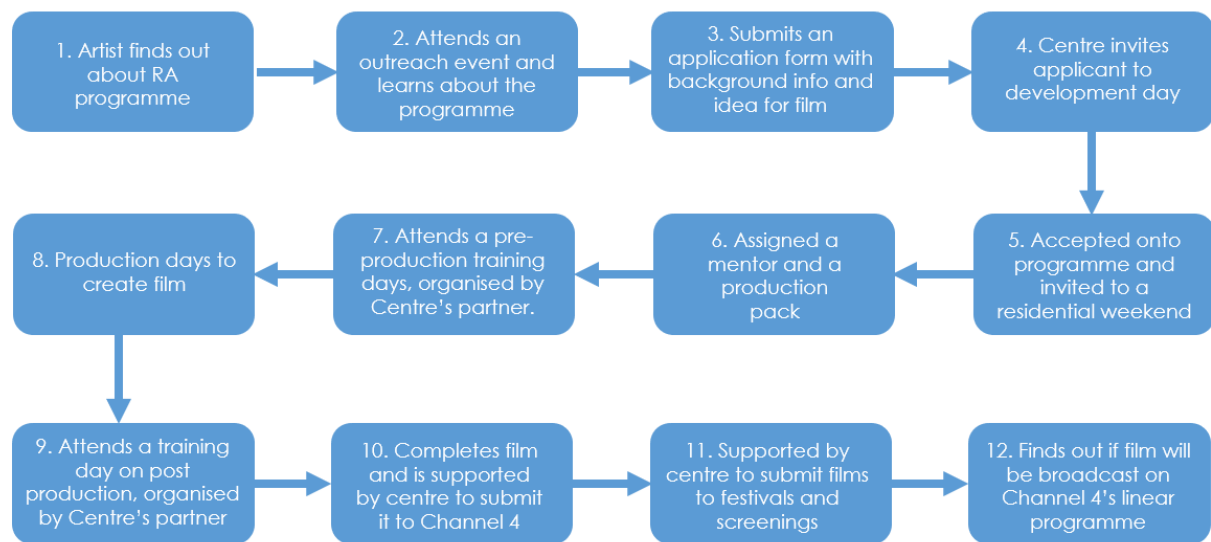 1. Artist finds out
about RA
programme
2. Attends an
outreach event and
learns about the
programme
3. Submits an
application form with
background info and
idea for film
4. Centre invites
applicant to
development day
5. Accepted onto
programme and
invited to a
residential weekend
6. Assigned a
mentor and a
production
pack
7. Attends a pre-
production training
days, organised by
Centre’s partner.
8. Production days to
create film
9. Attends a training
day on post
production, organised
by Centre’s partner
10. Completes film
and is supported
by centre to submit
it to Channel 4
11. Supported by
centre to submit films
to festivals and
screenings
12. Finds out if film will
be broadcast on
Channel 4’s linear
programme